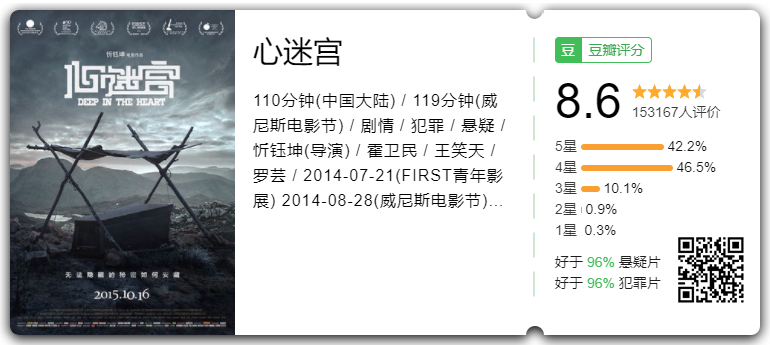 忻钰坤
心迷宫
DEEP IN THE HEART
无法隐藏的秘密如何安藏
2015.10.16
心迷宫
110分钟(中国大陆) / 119分钟(威
尼斯电影节) / 剧情 / 犯罪 / 悬疑 /
忻钰坤(导演) / 霍卫民 / 王笑天 /
罗芸 / 2014-07-21(FIRST青年影
展) 2014-08-28(威尼斯电影节)...
豆 豆瓣评分
8.6
153167人评价
5星 42.2%
4星 46.5%
3星 10.1%
2星 0.9%
1星 0.3%
好于 96% 悬疑片
好于 96% 犯罪片